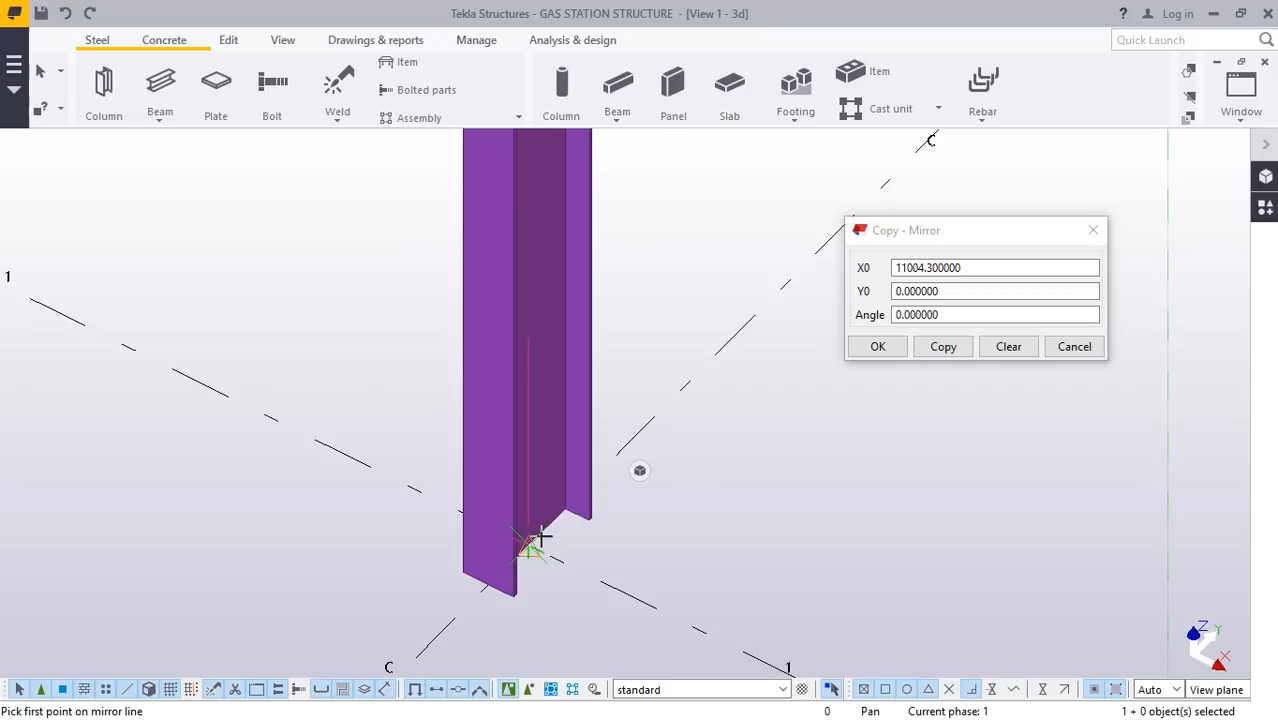 Tekla Structures - GAS STATION STRUCTURE - [View 1 - 3d]
? Log in
Steel Concrete Edit View Drawings & reports Manage Analysis & design Quick Launch
Item Item
Bolted parts
Cast unit
Column Beam Plate Bolt Weld Assembly Column Beam Panel Slab Footing Rebar Window
C
Copy - Mirror
1
X0 11004.300000
Y0 0.000000
Angle 0.000000
OK Copy Clear Cancel
Z Y
X
C 1
standard Auto View plane
Pick first point on mirror line 0 Pan Current phase: 1 1 + 0 object(s) selected